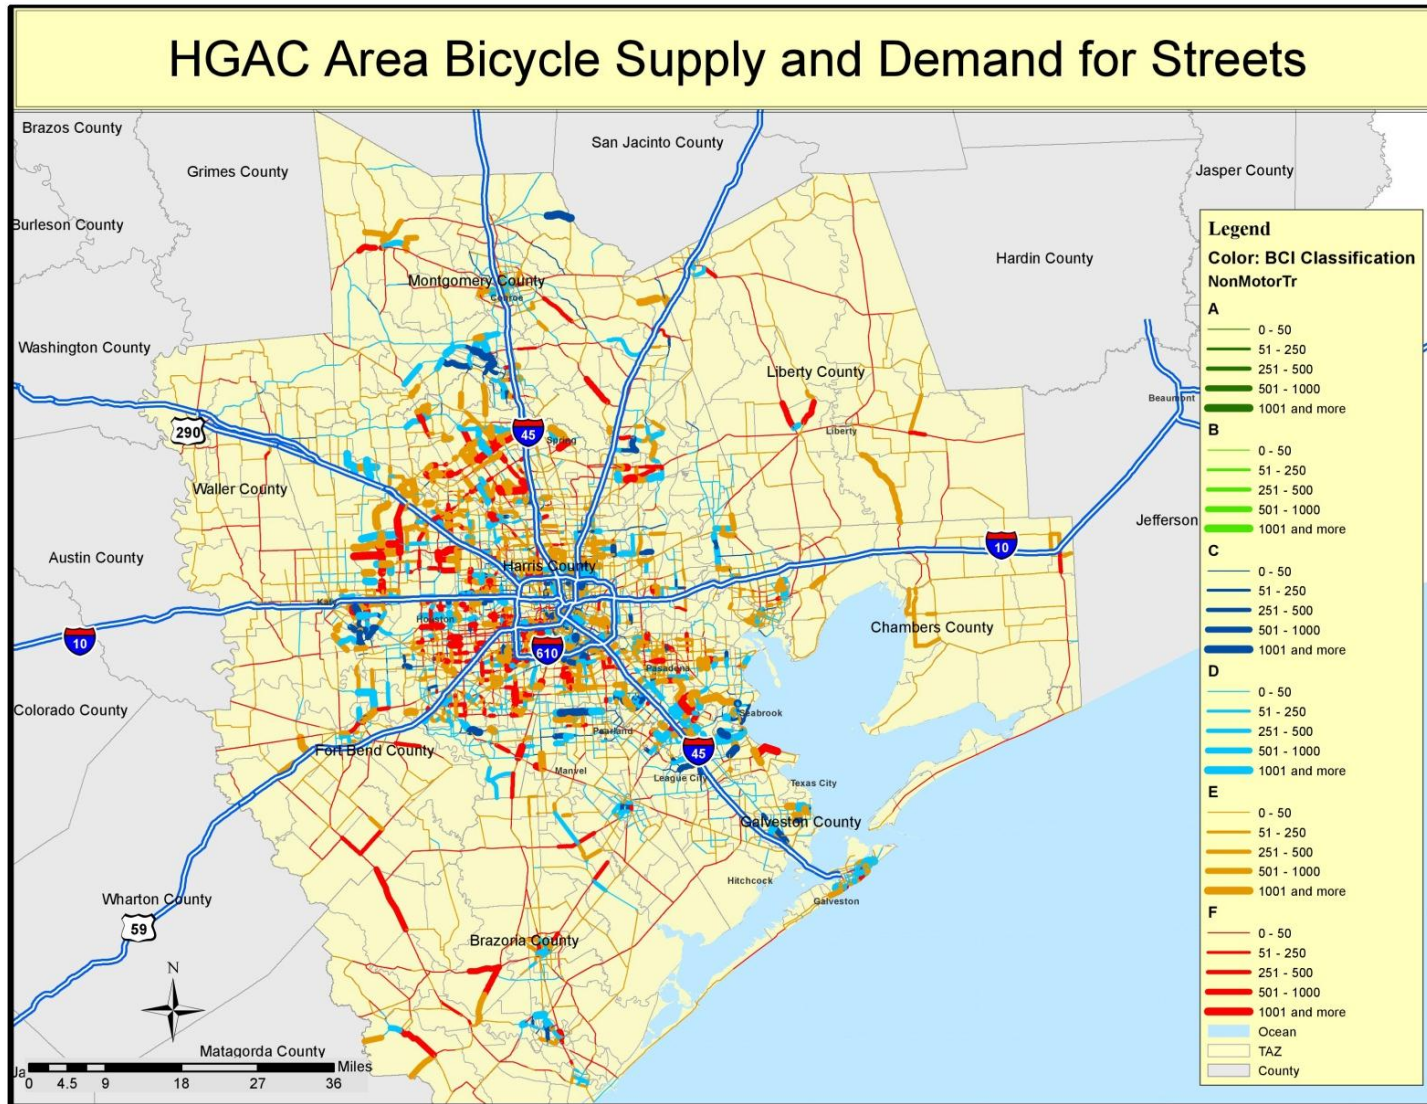 HGAC Area Bicycle Supply and Demand for Streets
Brazos County
Grimes County
San Jacinto County
Jasper County
Burleson County
Hardin County
Montgomery County
Conroe
Washington County
Liberty County
Beaumont
290
45
Spring
Liberty
Waller County
Jefferson
Austin County
10
Harris County
Katy
Houston
10
610
Chambers County
Pasadena
Colorado County
Seabrook
Pearland
Fort Bend County
45
Manvel
League City
Texas City
Galveston County
Hitchcock
Galveston
Wharton County
59
Brazoria County
N
Matagorda County
Ja
Miles
0 4.5 9 18 27 36
Legend
Color: BCI Classification
NonMotorTr
A
0 - 50
51 - 250
251 - 500
501 - 1000
1001 and more
B
0 - 50
51 - 250
251 - 500
501 - 1000
1001 and more
C
0 - 50
51 - 250
251 - 500
501 - 1000
1001 and more
D
0 - 50
51 - 250
251 - 500
501 - 1000
1001 and more
E
0 - 50
51 - 250
251 - 500
501 - 1000
1001 and more
F
0 - 50
51 - 250
251 - 500
501 - 1000
1001 and more
Ocean
TAZ
County